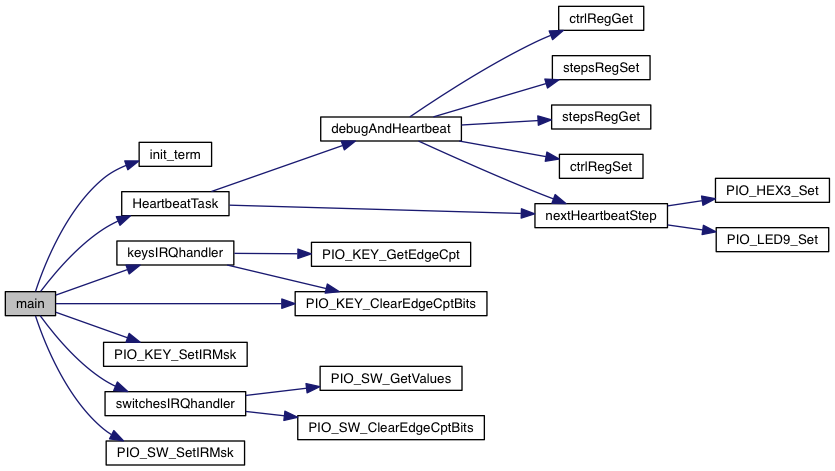 ctrlRegGet
stepsRegSet
stepsRegGet
debugAndHeartbeat
init_term
ctrlRegSet
PIO_HEX3_Set
HeartbeatTask
nextHeartbeatStep
PIO_LED9_Set
keysIRQhandler
PIO_KEY_GetEdgeCpt
main
PIO_KEY_ClearEdgeCptBits
PIO_KEY_SetIRMsk
PIO_SW_GetValues
switchesIRQhandler
PIO_SW_ClearEdgeCptBits
PIO_SW_SetIRMsk